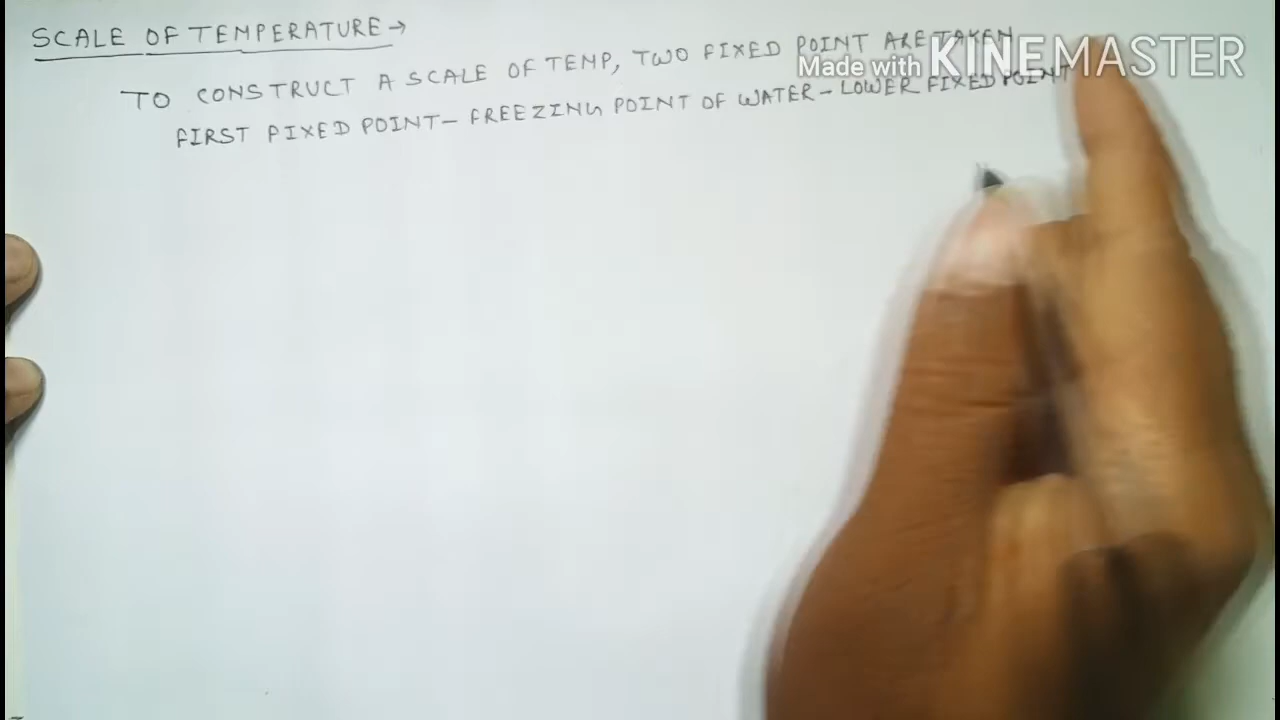 SCALE OF TEMPERATURE →
TO CONSTRUCT A SCALE OF TEMP, TWO FIXED POINT ARE TAKEN
Made with KINEMASTER
FIRST FIXED POINT - FREEZING POINT OF WATER - LOWER FIXED POINT